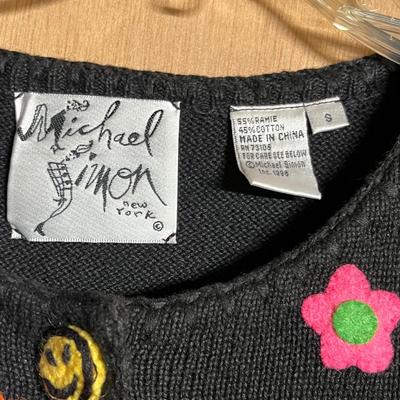 Michael
Simon
new
York
©
55% RAMIE
45% COTTON
MADE IN CHINA
RN 73105
FOR CARE SEE BELOW
©Michael Simon
Inc. 1998
S